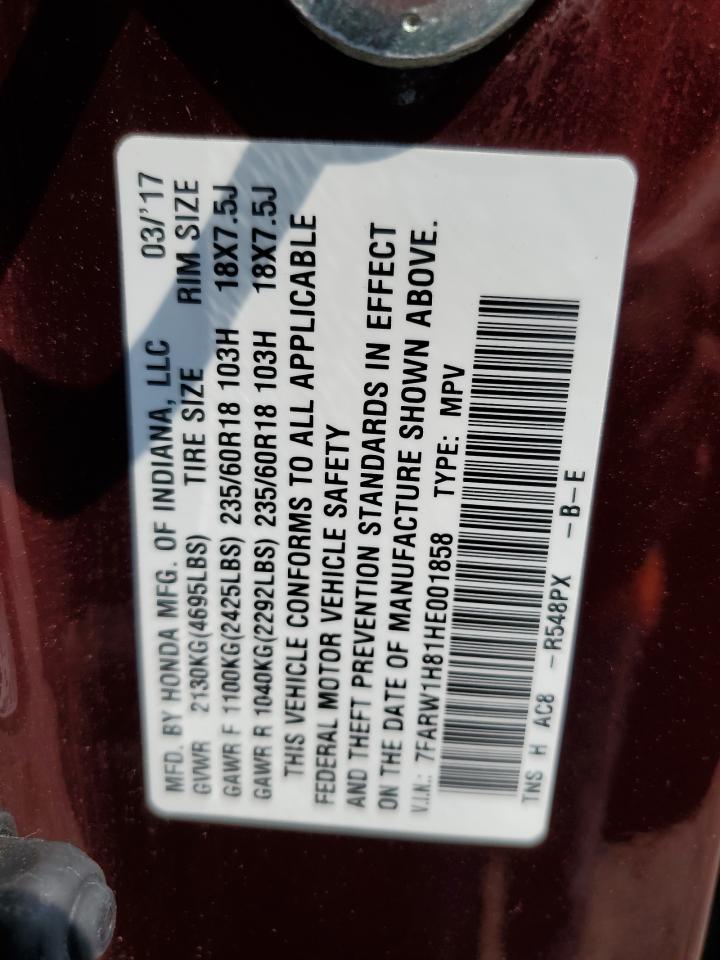 MFD. BY HONDA MFG. OF INDIANA, LLC 03/'17
GVWR 2130KG(4695LBS) TIRE SIZE RIM SIZE
GAWR F 1100KG(2425LBS) 235/60R18 103H 18X7.5J
GAWR R 1040KG(2292LBS) 235/60R18 103H 18X7.5J
THIS VEHICLE CONFORMS TO ALL APPLICABLE
FEDERAL MOTOR VEHICLE SAFETY
AND THEFT PREVENTION STANDARDS IN EFFECT
ON THE DATE OF MANUFACTURE SHOWN ABOVE.
V.I.N.: 7FARW1H81HE001858 TYPE: MPV
TNS H AC8 -R548PX -B-E